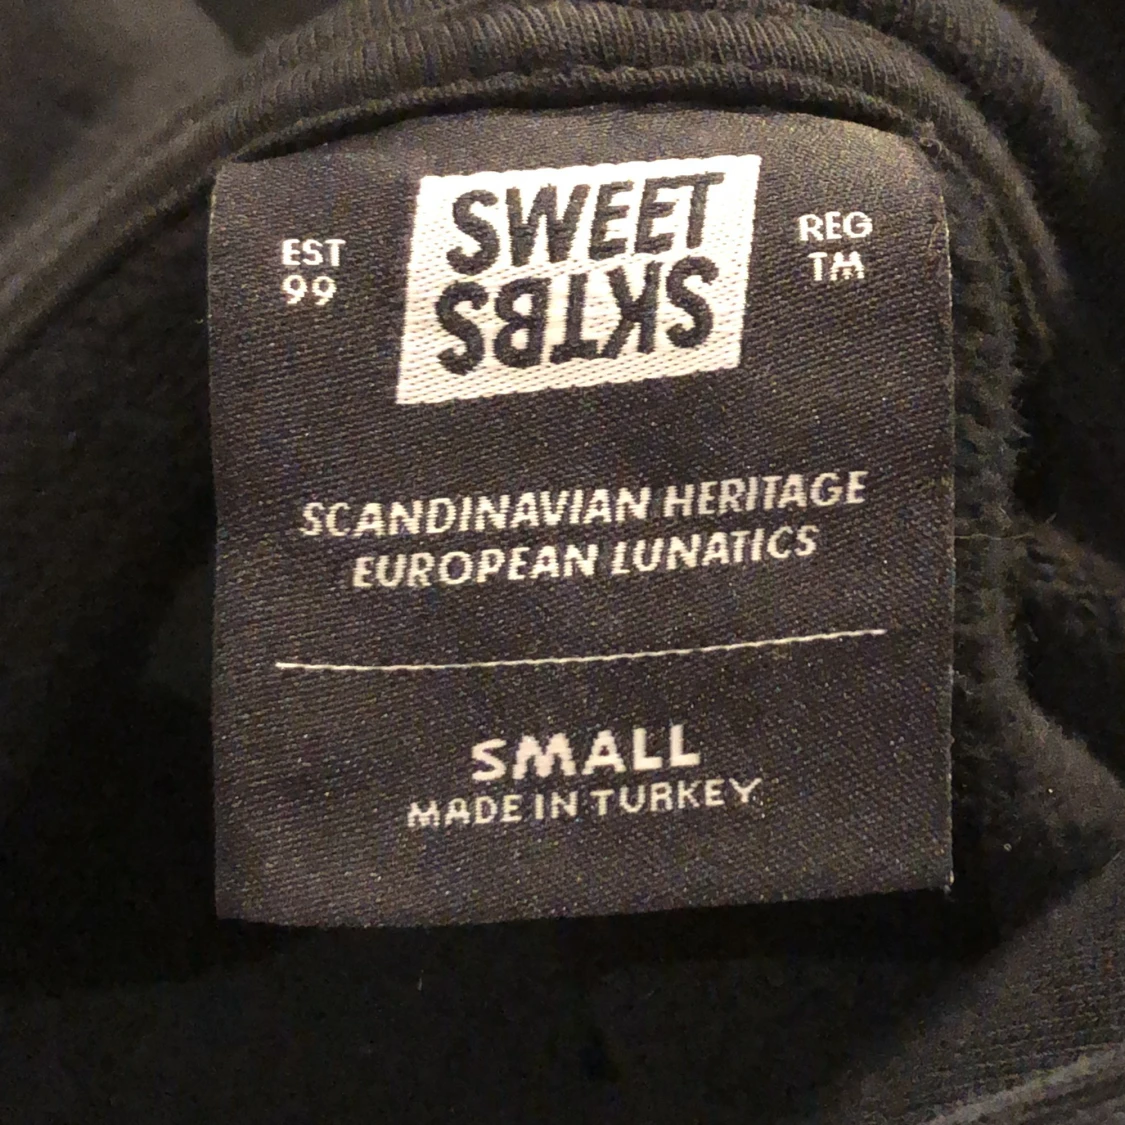 EST
99
SWEET
SKTBS
REG
TM
SCANDINAVIAN HERITAGE
EUROPEAN LUNATICS
SMALL
MADE IN TURKEY